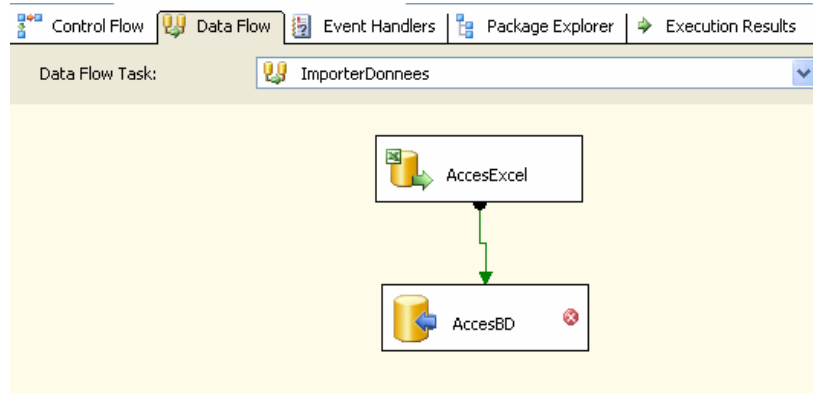 Control Flow Data Flow Event Handlers Package Explorer Execution Results
Data Flow Task: ImporterDonnees
AccesExcel
AccesBD